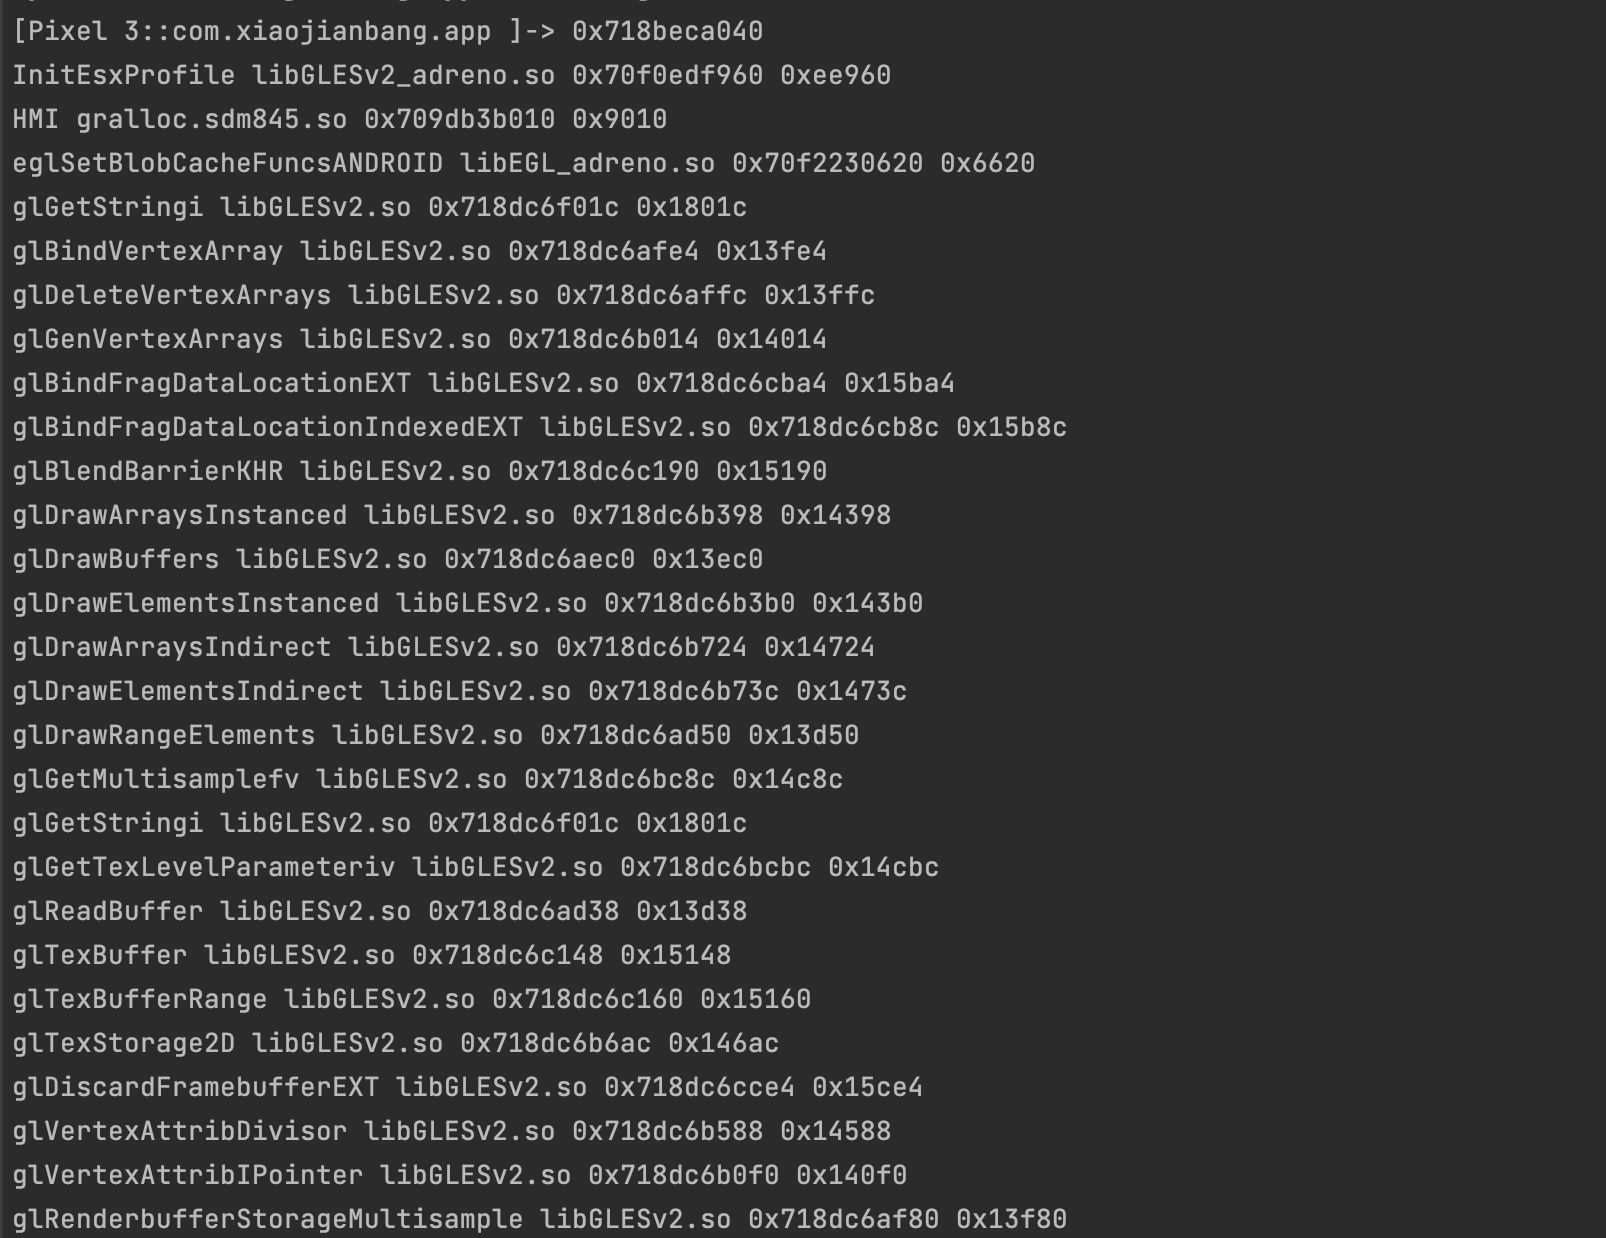 [Pixel 3::com.xiaojianbang.app ]-> 0x718beca040
InitEsxProfile libGLESv2_adreno.so 0x70f0edf960 0xee960
HMI gralloc.sdm845.so 0x709db3b010 0x9010
eglSetBlobCacheFuncsANDROID libEGL_adreno.so 0x70f2230620 0x6620
glGetStringi libGLESv2.so 0x718dc6f01c 0x1801c
glBindVertexArray libGLESv2.so 0x718dc6afe4 0x13fe4
glDeleteVertexArrays libGLESv2.so 0x718dc6affc 0x13ffc
glGenVertexArrays libGLESv2.so 0x718dc6b014 0x14014
glBindFragDataLocationEXT libGLESv2.so 0x718dc6cba4 0x15ba4
glBindFragDataLocationIndexedEXT libGLESv2.so 0x718dc6cb8c 0x15b8c
glBlendBarrierKHR libGLESv2.so 0x718dc6c190 0x15190
glDrawArraysInstanced libGLESv2.so 0x718dc6b398 0x14398
glDrawBuffers libGLESv2.so 0x718dc6aec0 0x13ec0
glDrawElementsInstanced libGLESv2.so 0x718dc6b3b0 0x143b0
glDrawArraysIndirect libGLESv2.so 0x718dc6b724 0x14724
glDrawElementsIndirect libGLESv2.so 0x718dc6b73c 0x1473c
glDrawRangeElements libGLESv2.so 0x718dc6ad50 0x13d50
glGetMultisamplefv libGLESv2.so 0x718dc6bc8c 0x14c8c
glGetStringi libGLESv2.so 0x718dc6f01c 0x1801c
glGetTexLevelParameteriv libGLESv2.so 0x718dc6bcbc 0x14cbc
glReadBuffer libGLESv2.so 0x718dc6ad38 0x13d38
glTexBuffer libGLESv2.so 0x718dc6c148 0x15148
glTexBufferRange libGLESv2.so 0x718dc6c160 0x15160
glTexStorage2D libGLESv2.so 0x718dc6b6ac 0x146ac
glDiscardFramebufferEXT libGLESv2.so 0x718dc6cce4 0x15ce4
glVertexAttribDivisor libGLESv2.so 0x718dc6b588 0x14588
glVertexAttribIPointer libGLESv2.so 0x718dc6b0f0 0x140f0
glRenderbufferStorageMultisample libGLESv2.so 0x718dc6af80 0x13f80